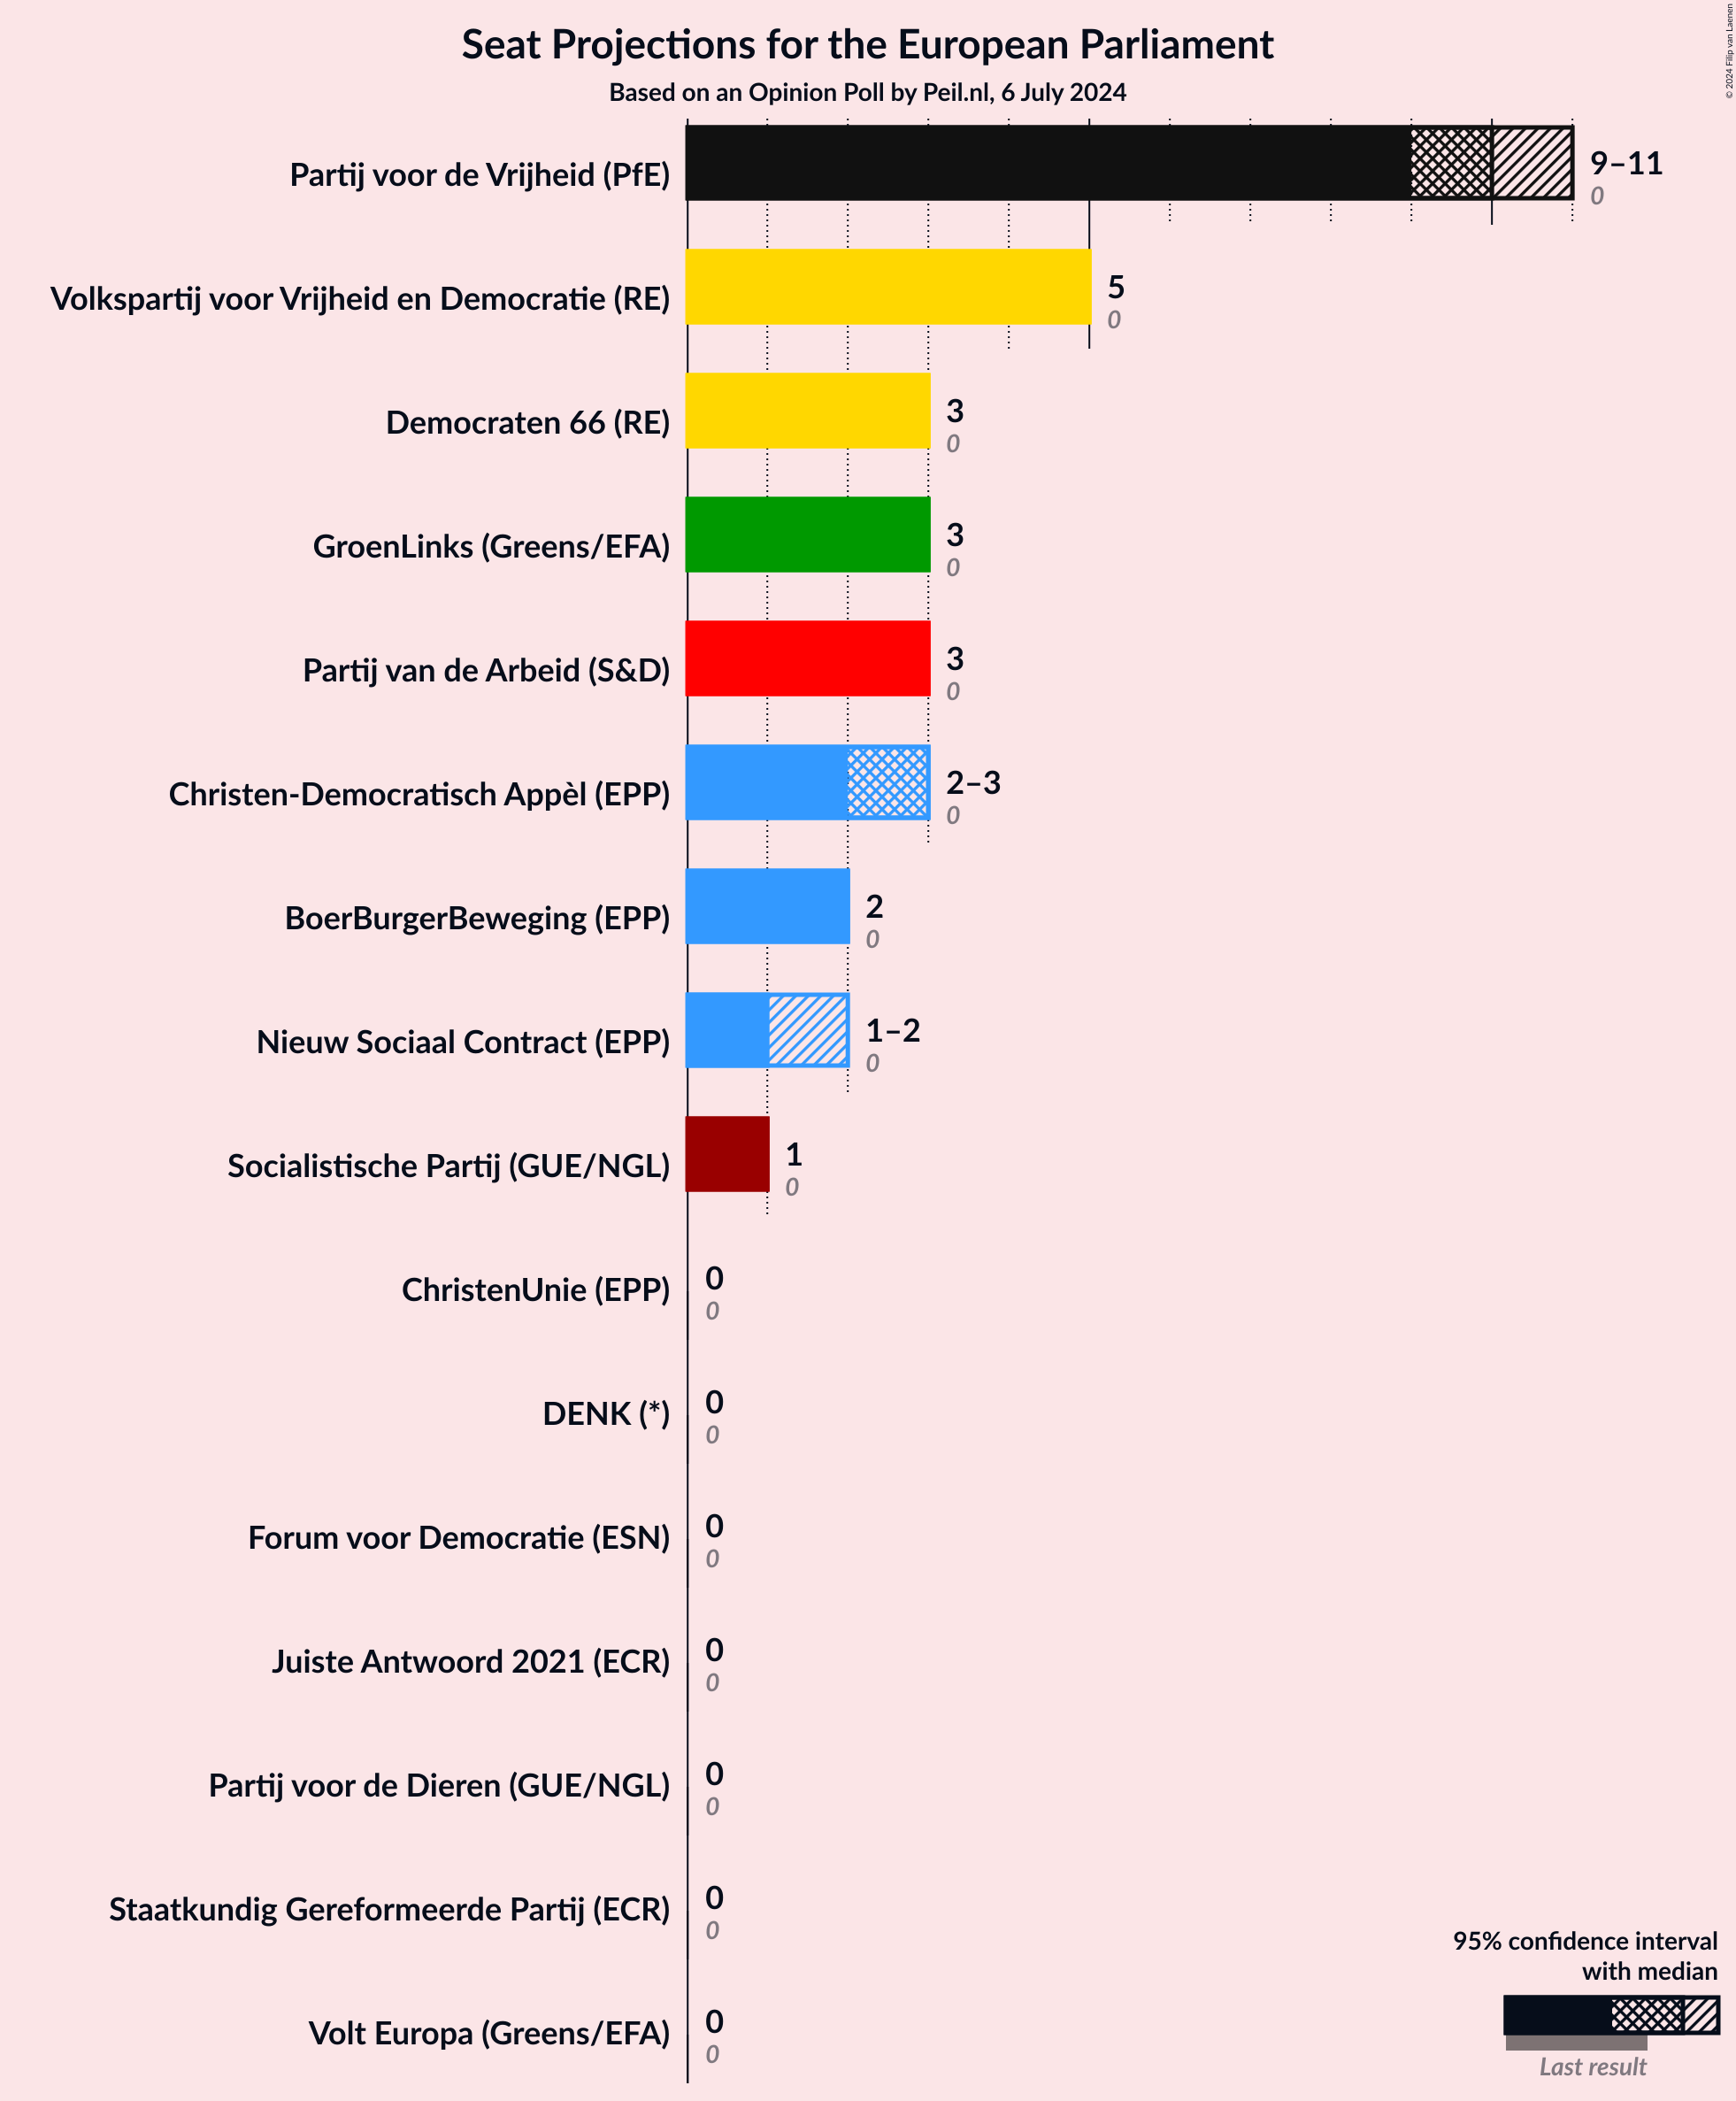 Seat Projections for the European Parliament
Based on an Opinion Poll by Peil.nl, 6 July 2024
© 2024 Filip van Laenen
Partij voor de Vrijheid (PfE)
9–11
0
Volkspartij voor Vrijheid en Democratie (RE)
5
0
Democraten 66 (RE)
3
0
GroenLinks (Greens/EFA)
3
0
Partij van de Arbeid (S&D)
3
0
Christen-Democratisch Appèl (EPP)
2–3
0
BoerBurgerBeweging (EPP)
2
0
Nieuw Sociaal Contract (EPP)
1–2
0
Socialistische Partij (GUE/NGL)
1
0
ChristenUnie (EPP)
0
0
DENK (*)
0
0
Forum voor Democratie (ESN)
0
0
Juiste Antwoord 2021 (ECR)
0
0
Partij voor de Dieren (GUE/NGL)
0
0
Staatkundig Gereformeerde Partij (ECR)
0
0
Volt Europa (Greens/EFA)
0
0
95% confidence interval
with median
Last result